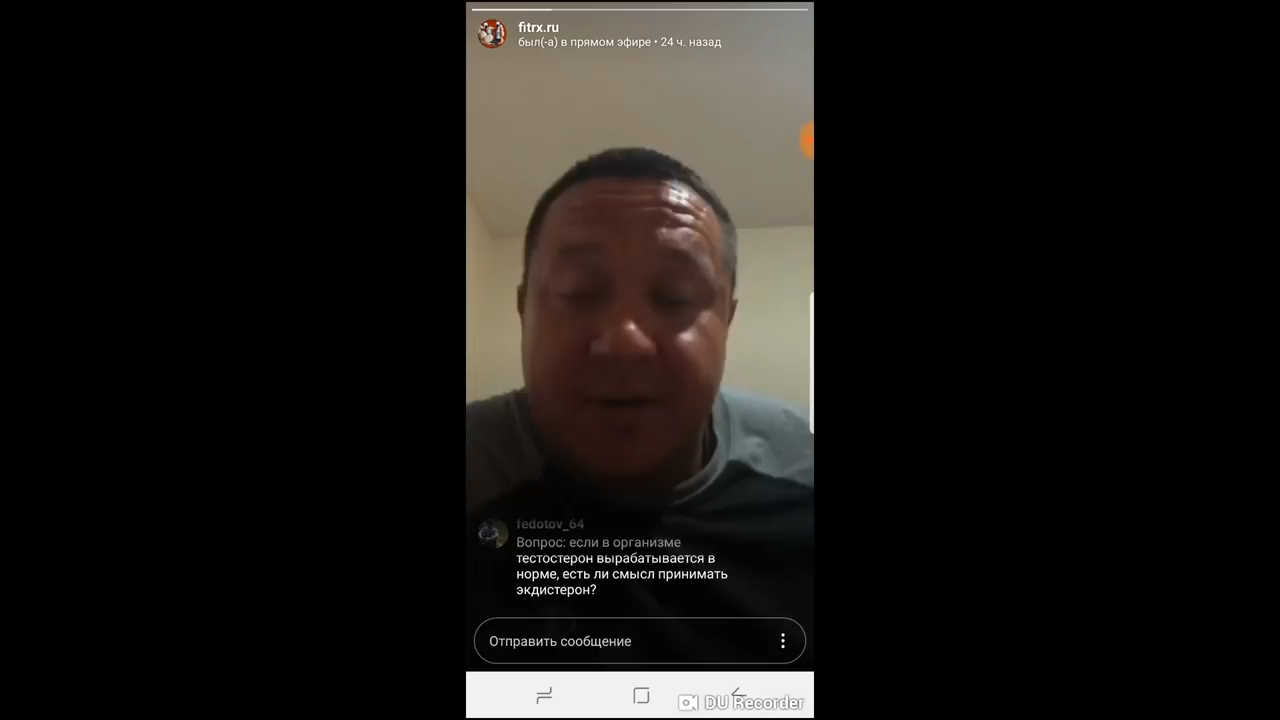 fitrx.ru
был(-а) в прямом эфире • 24 ч. назад
fedotov_64
Вопрос: если в организме
тестостерон вырабатывается в
норме, есть ли смысл принимать
экдистерон?
Отправить сообщение
DU Recorder